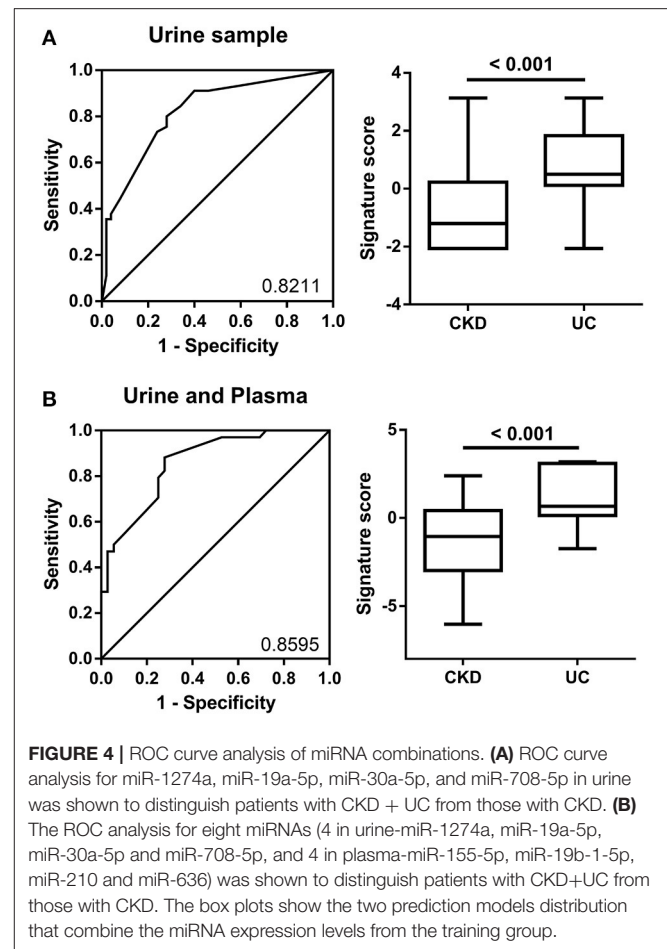 A
Urine sample
1.0
0.8
0.6
0.4
0.2
0.0
Sensitivity
0.8211
0.0 0.2 0.4 0.6 0.8 1.0
1 - Specificity
< 0.001
4
2
0
-2
-4
Signature score
CKD UC
B
Urine and Plasma
1.0
0.8
0.6
0.4
0.2
0.0
Sensitivity
0.8595
0.0 0.2 0.4 0.6 0.8 1.0
1 - Specificity
< 0.001
5
0
-5
Signature score
CKD UC
FIGURE 4 | ROC curve analysis of miRNA combinations. (A) ROC curve
analysis for miR-1274a, miR-19a-5p, miR-30a-5p, and miR-708-5p in urine
was shown to distinguish patients with CKD + UC from those with CKD. (B)
The ROC analysis for eight miRNAs (4 in urine-miR-1274a, miR-19a-5p,
miR-30a-5p and miR-708-5p, and 4 in plasma-miR-155-5p, miR-19b-1-5p,
miR-210 and miR-636) was shown to distinguish patients with CKD+UC from
those with CKD. The box plots show the two prediction models distribution
that combine the miRNA expression levels from the training group.